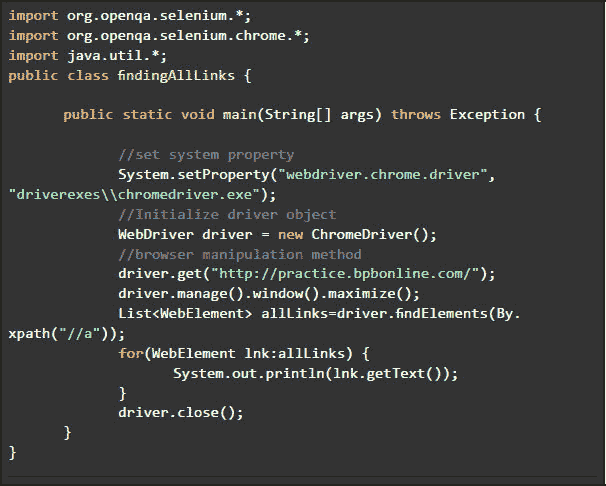 import org.openqa.selenium.*;
import org.openqa.selenium.chrome.*;
import java.util.*;
public class findingAllLinks {
public static void main(String[] args) throws Exception {
//set system property
System.setProperty("webdriver.chrome.driver",
"driverexes\\chromedriver.exe");
//Initialize driver object
WebDriver driver = new ChromeDriver();
//browser manipulation method
driver.get("http://practice.bpbonline.com/");
driver.manage().window().maximize();
List<WebElement> allLinks=driver.findElements(By.
xpath("//a"));
for(WebElement lnk:allLinks) {
System.out.println(lnk.getText());
}
driver.close();
}
}